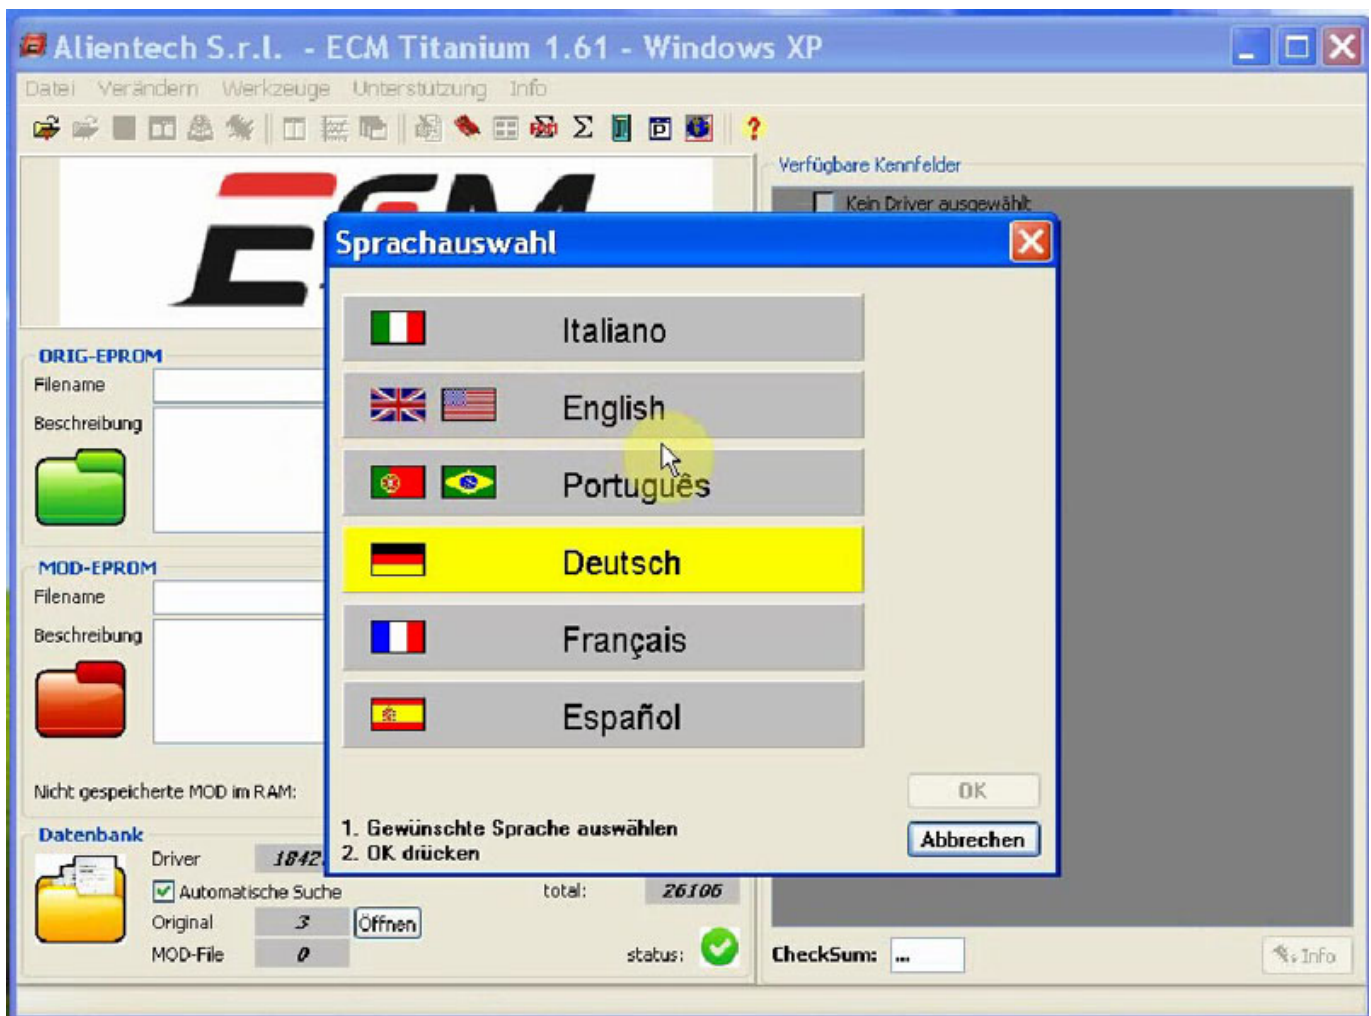 Alientech S.r.l. - ECM Titanium 1.61 - Windows XP
Datei Verändern Werkzeuge Unterstützung Info
Verfügbare Kennfelder
Kein Driver ausgewählt
Sprachauswahl
Italiano
English
Português
Deutsch
Français
Español
1. Gewünschte Sprache auswählen
2. OK drücken
OK
Abbrechen
ORIG-EPROM
Filename
Beschreibung
MOD-EPROM
Filename
Beschreibung
Nicht gespeicherte MOD im RAM:
Datenbank
Driver
Automatische Suche total: 26106
Original 3 Öffnen
MOD-File 0 status:
CheckSum: ...
Info